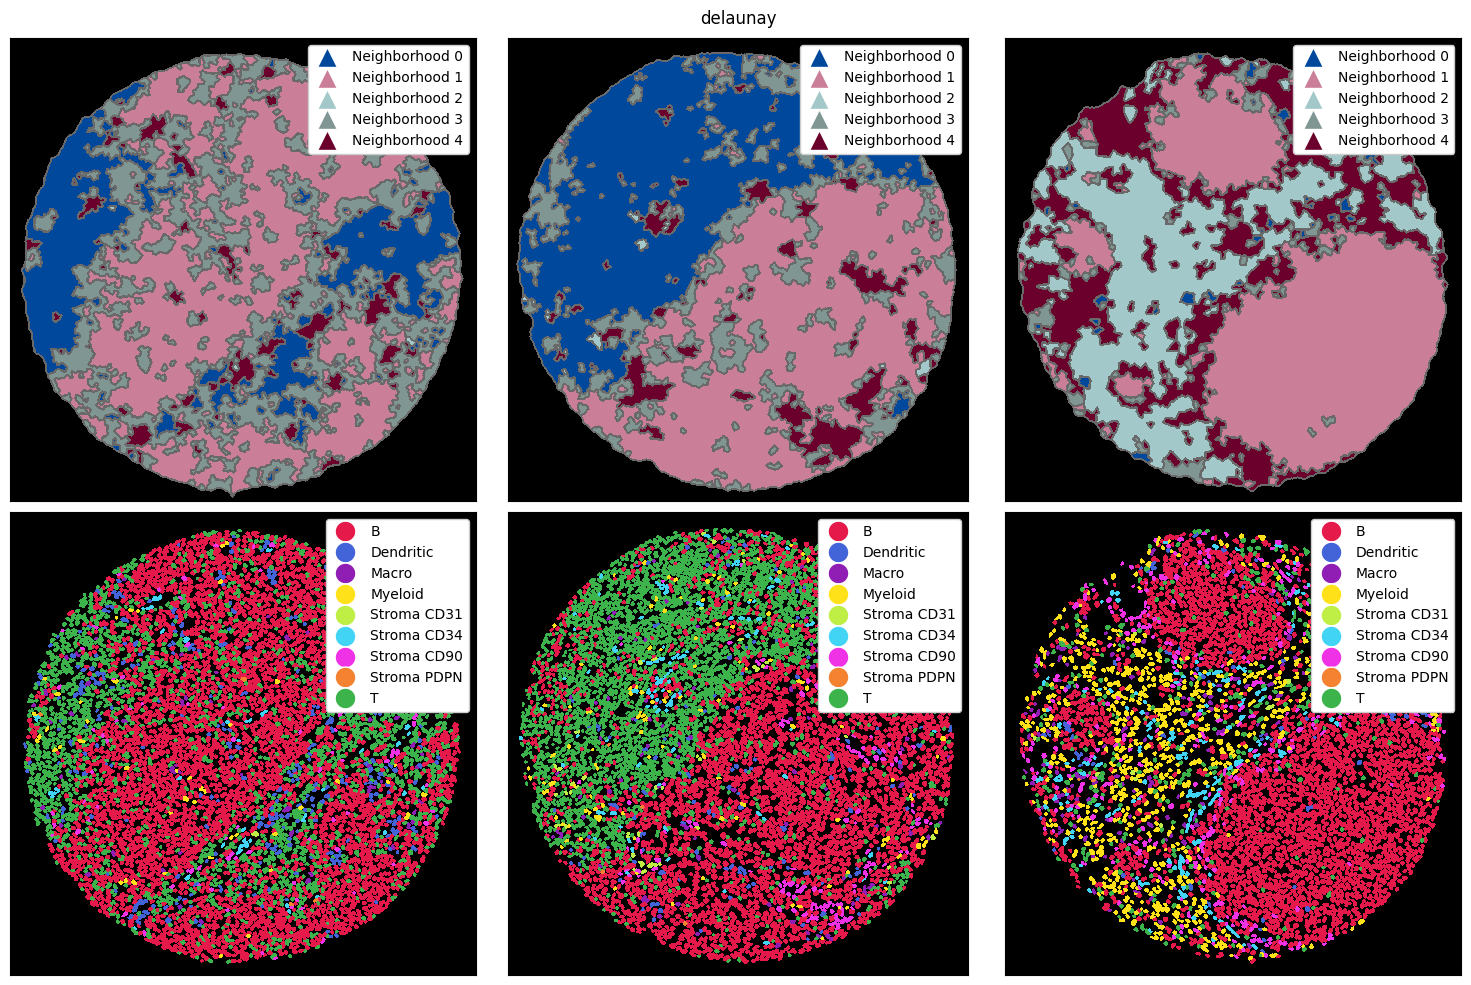 delaunay
Neighborhood 0
Neighborhood 1
Neighborhood 2
Neighborhood 3
Neighborhood 4
Neighborhood 0
Neighborhood 1
Neighborhood 2
Neighborhood 3
Neighborhood 4
Neighborhood 0
Neighborhood 1
Neighborhood 2
Neighborhood 3
Neighborhood 4
B
Dendritic
Macro
Myeloid
Stroma CD31
Stroma CD34
Stroma CD90
Stroma PDPN
T
B
Dendritic
Macro
Myeloid
Stroma CD31
Stroma CD34
Stroma CD90
Stroma PDPN
T
B
Dendritic
Macro
Myeloid
Stroma CD31
Stroma CD34
Stroma CD90
Stroma PDPN
T